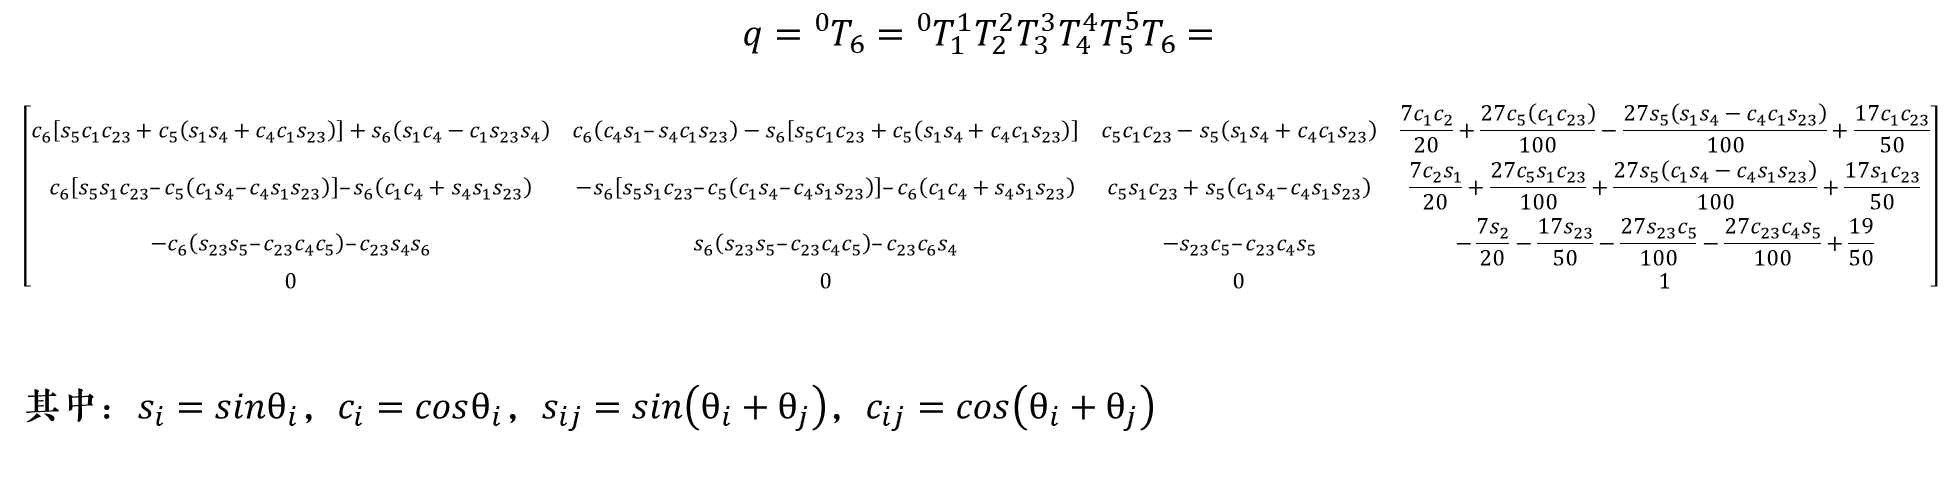 q = ⁰T₆ = ⁰T₁¹T₂²T₃³T₄⁴T₅⁵T₆ =
c₆[s₅c₁c₂₃ + c₅(s₁s₄ + c₄c₁s₂₃)] + s₆(s₁c₄ − c₁s₂₃s₄) c₆(c₄s₁–s₄c₁s₂₃) − s₆[s₅c₁c₂₃ + c₅(s₁s₄ + c₄c₁s₂₃)] c₅c₁c₂₃ − s₅(s₁s₄ + c₄c₁s₂₃) 7c₁c₂/20 + 27c₅(c₁c₂₃)/100 − 27s₅(s₁s₄ − c₄c₁s₂₃)/100 + 17c₁c₂₃/50
c₆[s₅s₁c₂₃–c₅(c₁s₄–c₄s₁s₂₃)]–s₆(c₁c₄ + s₄s₁s₂₃) −s₆[s₅s₁c₂₃–c₅(c₁s₄–c₄s₁s₂₃)]–c₆(c₁c₄ + s₄s₁s₂₃) c₅s₁c₂₃ + s₅(c₁s₄–c₄s₁s₂₃) 7c₂s₁/20 + 27c₅s₁c₂₃/100 + 27s₅(c₁s₄ − c₄s₁s₂₃)/100 + 17s₁c₂₃/50
−c₆(s₂₃s₅–c₂₃c₄c₅)–c₂₃s₄s₆ s₆(s₂₃s₅–c₂₃c₄c₅)–c₂₃c₆s₄ −s₂₃c₅–c₂₃c₄s₅ −7s₂/20 − 17s₂₃/50 − 27s₂₃c₅/100 − 27c₂₃c₄s₅/100 + 19/50
0 0 0 1
其中：sᵢ = sinθᵢ，cᵢ = cosθᵢ，sᵢⱼ = sin(θᵢ + θⱼ)，cᵢⱼ = cos(θᵢ + θⱼ)